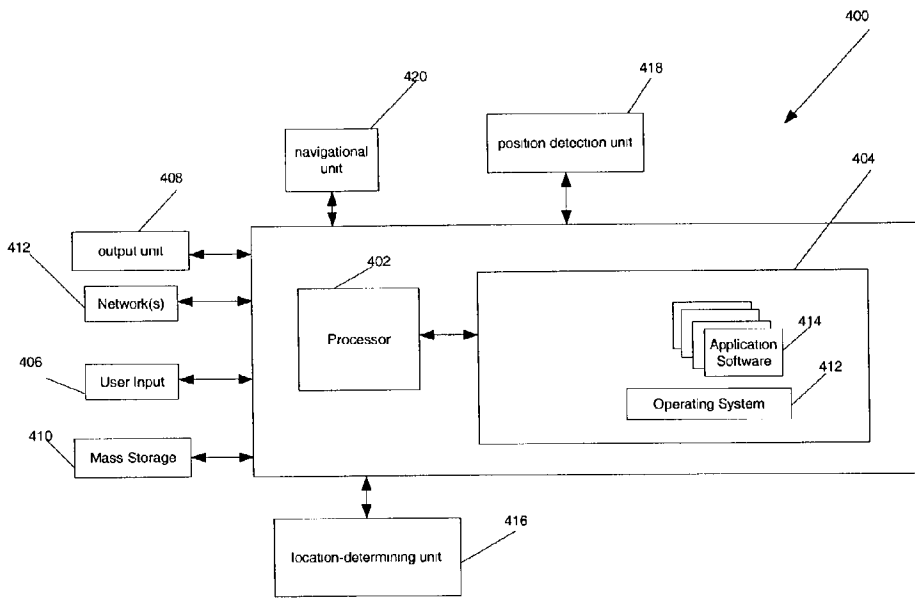 400
420
418
navigational
unit
position detection unit
404
408
output unit
412
402
Network(s)
Processor
414
Application
Software
406
User Input
412
Operating System
410
Mass Storage
416
location-determining unit